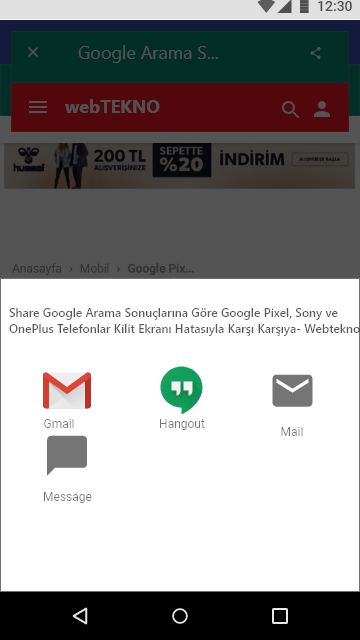 12:30
Google Arama S...
webTEKNO
hummel
200 TL
ALIŞVERİŞİNİZE
SEPETTE
%20
İNDİRİM
Anasayfa › Mobil › Google Pix...
Share Google Arama Sonuçlarına Göre Google Pixel, Sony ve
OnePlus Telefonlar Kilit Ekranı Hatasıyla Karşı Karşıya- Webtekno
Gmail
Hangout
Mail
Message